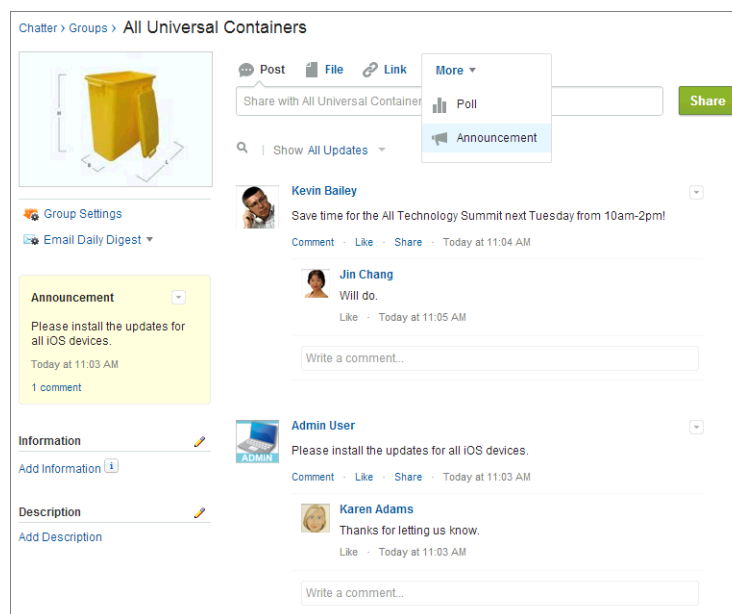 Chatter › Groups › All Universal Containers
H
B
L
Group Settings
Email Daily Digest
Announcement
Please install the updates for
all iOS devices.
Today at 11:03 AM
1 comment
Information
Add Information i
Description
Add Description
Post File Link More
Poll
Announcement
Share with All Universal Container
Share
Show All Updates
Kevin Bailey
Save time for the All Technology Summit next Tuesday from 10am-2pm!
Comment · Like · Share · Today at 11:04 AM
Jin Chang
Will do.
Like · Today at 11:05 AM
Write a comment...
ADMIN
Admin User
Please install the updates for all iOS devices.
Comment · Like · Share · Today at 11:03 AM
Karen Adams
Thanks for letting us know.
Like · Today at 11:03 AM
Write a comment...